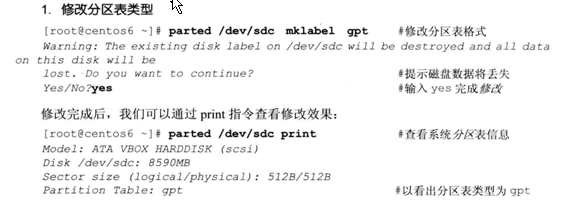 1. 修改分区表类型
[root@centos6 ~]# parted /dev/sdc mklabel gpt #修改分区表格式
Warning: The existing disk label on /dev/sdc will be destroyed and all data
on this disk will be
lost. Do you want to continue? #提示磁盘数据将丢失
Yes/No?yes #输入 yes 完成修改
修改完成后，我们可以通过 print 指令查看修改效果：
[root@centos6 ~]# parted /dev/sdc print #查看系统分区表信息
Model: ATA VBOX HARDDISK (scsi)
Disk /dev/sdc: 8590MB
Sector size (logical/physical): 512B/512B
Partition Table: gpt #以看出分区表类型为 gpt